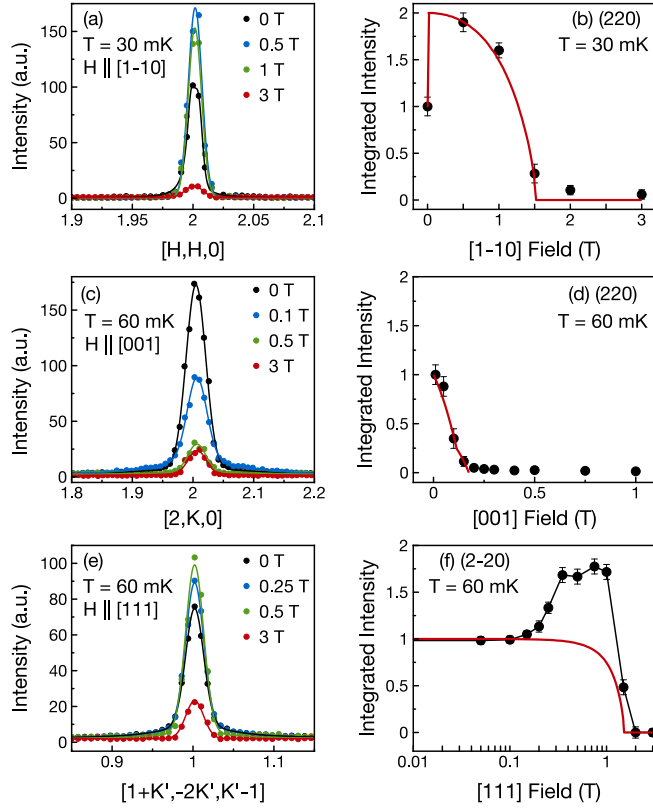 (a)
T = 30 mK
H || [1-10]
0 T
0.5 T
1 T
3 T
150
100
50
0
Intensity (a.u.)
1.9
1.95
2
2.05
2.1
[H,H,0]
(b) (220)
T = 30 mK
2
1.5
1
0.5
0
Integrated Intensity
0
1
2
3
[1-10] Field (T)
(c)
T = 60 mK
H || [001]
0 T
0.1 T
0.5 T
3 T
150
100
50
0
Intensity (a.u.)
1.8
1.9
2
2.1
2.2
[2,K,0]
(d) (220)
T = 60 mK
2
1.5
1
0.5
0
Integrated Intensity
0
0.5
1
[001] Field (T)
(e)
T = 60 mK
H || [111]
0 T
0.25 T
0.5 T
3 T
100
80
60
40
20
0
Intensity (a.u.)
0.9
1
1.1
[1+K',-2K',K'-1]
(f) (2-20)
T = 60 mK
2
1.5
1
0.5
0
Integrated Intensity
0.01
0.1
1
[111] Field (T)